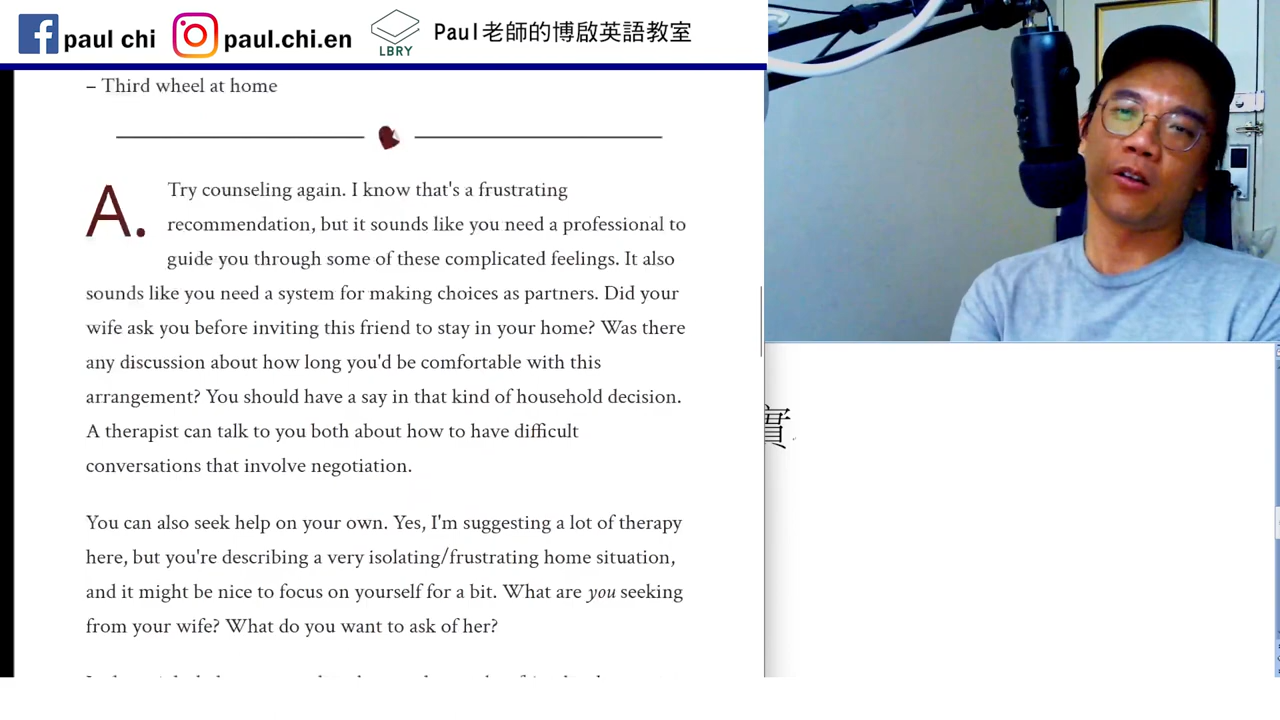 paul chi
paul.chi.en
LBRY
Paul老師的博啟英語教室
– Third wheel at home
A.
Try counseling again. I know that's a frustrating
recommendation, but it sounds like you need a professional to
guide you through some of these complicated feelings. It also
sounds like you need a system for making choices as partners. Did your
wife ask you before inviting this friend to stay in your home? Was there
any discussion about how long you'd be comfortable with this
arrangement? You should have a say in that kind of household decision.
A therapist can talk to you both about how to have difficult
conversations that involve negotiation.
You can also seek help on your own. Yes, I'm suggesting a lot of therapy
here, but you're describing a very isolating/frustrating home situation,
and it might be nice to focus on yourself for a bit. What are you seeking
from your wife? What do you want to ask of her?
實